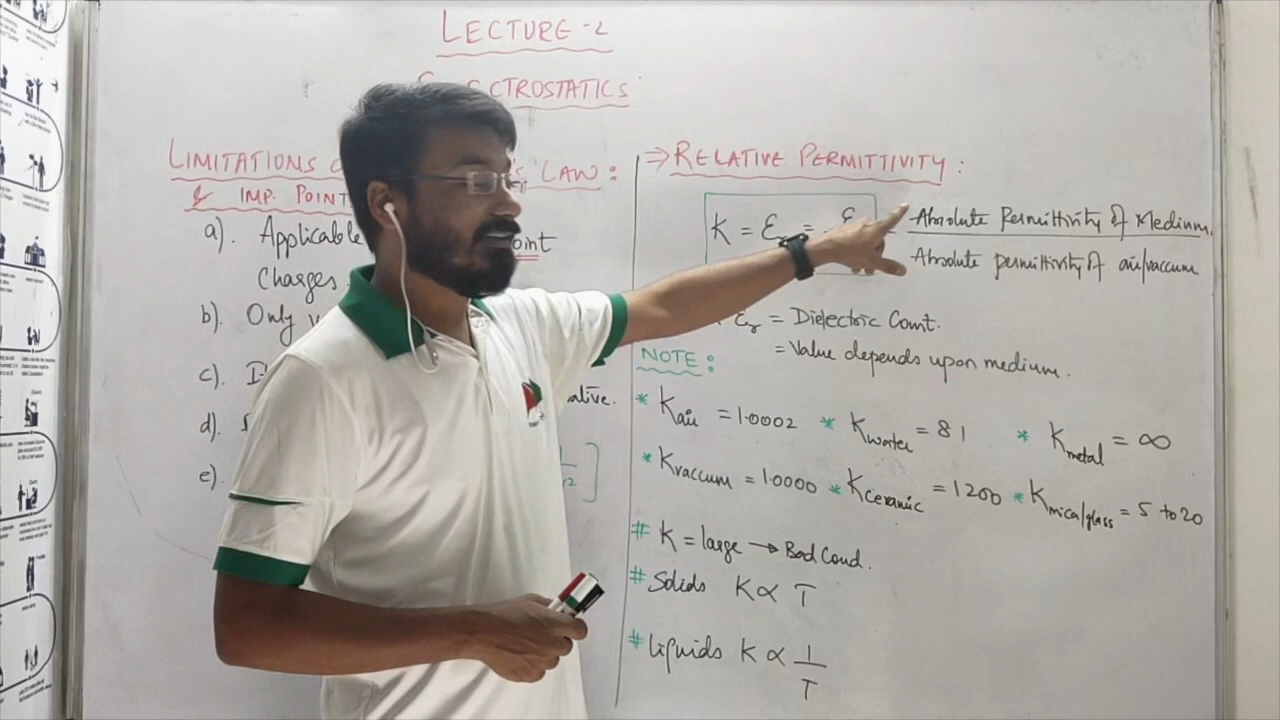 LECTURE-2
CTROSTATICS
LIMITATIONS LAW:
& IMP. POINT
a). Applicable oint
Charges
b). Only
c). ative.
d).
e).
⇒ RELATIVE PERMITTIVITY:
K = = Absolute Permittivity of Medium
Absolute permittivity of air/vaccum
εr = Dielectric Const.
= Value depends upon medium.
NOTE:
* Kair = 1.0002 * Kwater = 81 * Kmetal = ∞
* Kvaccum = 1.0000 * Kceramic = 1200 * Kmica/glass = 5 to 20
# K = large → Bad Cond.
# Solids K ∝ T
# Liquids K ∝ 1/T